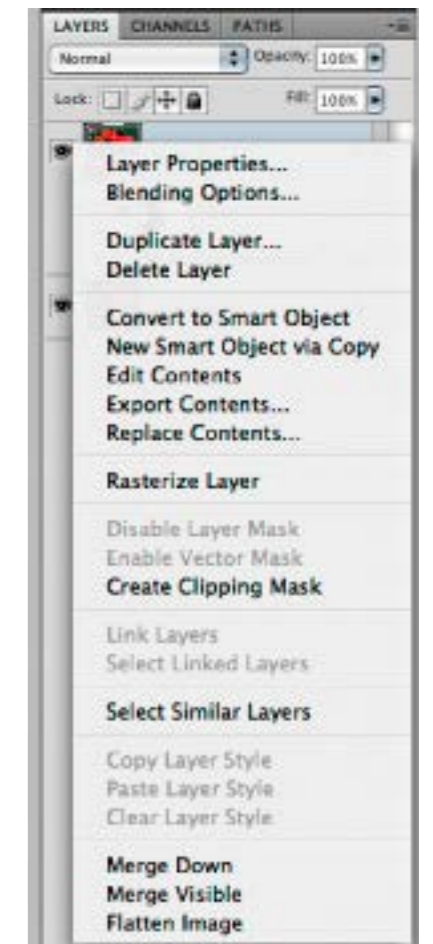 LAYERS CHANNELS PATHS
Normal Opacity: 100%
Lock: Fill: 100%
Layer Properties...
Blending Options...
Duplicate Layer...
Delete Layer
Convert to Smart Object
New Smart Object via Copy
Edit Contents
Export Contents...
Replace Contents...
Rasterize Layer
Disable Layer Mask
Enable Vector Mask
Create Clipping Mask
Link Layers
Select Linked Layers
Select Similar Layers
Copy Layer Style
Paste Layer Style
Clear Layer Style
Merge Down
Merge Visible
Flatten Image